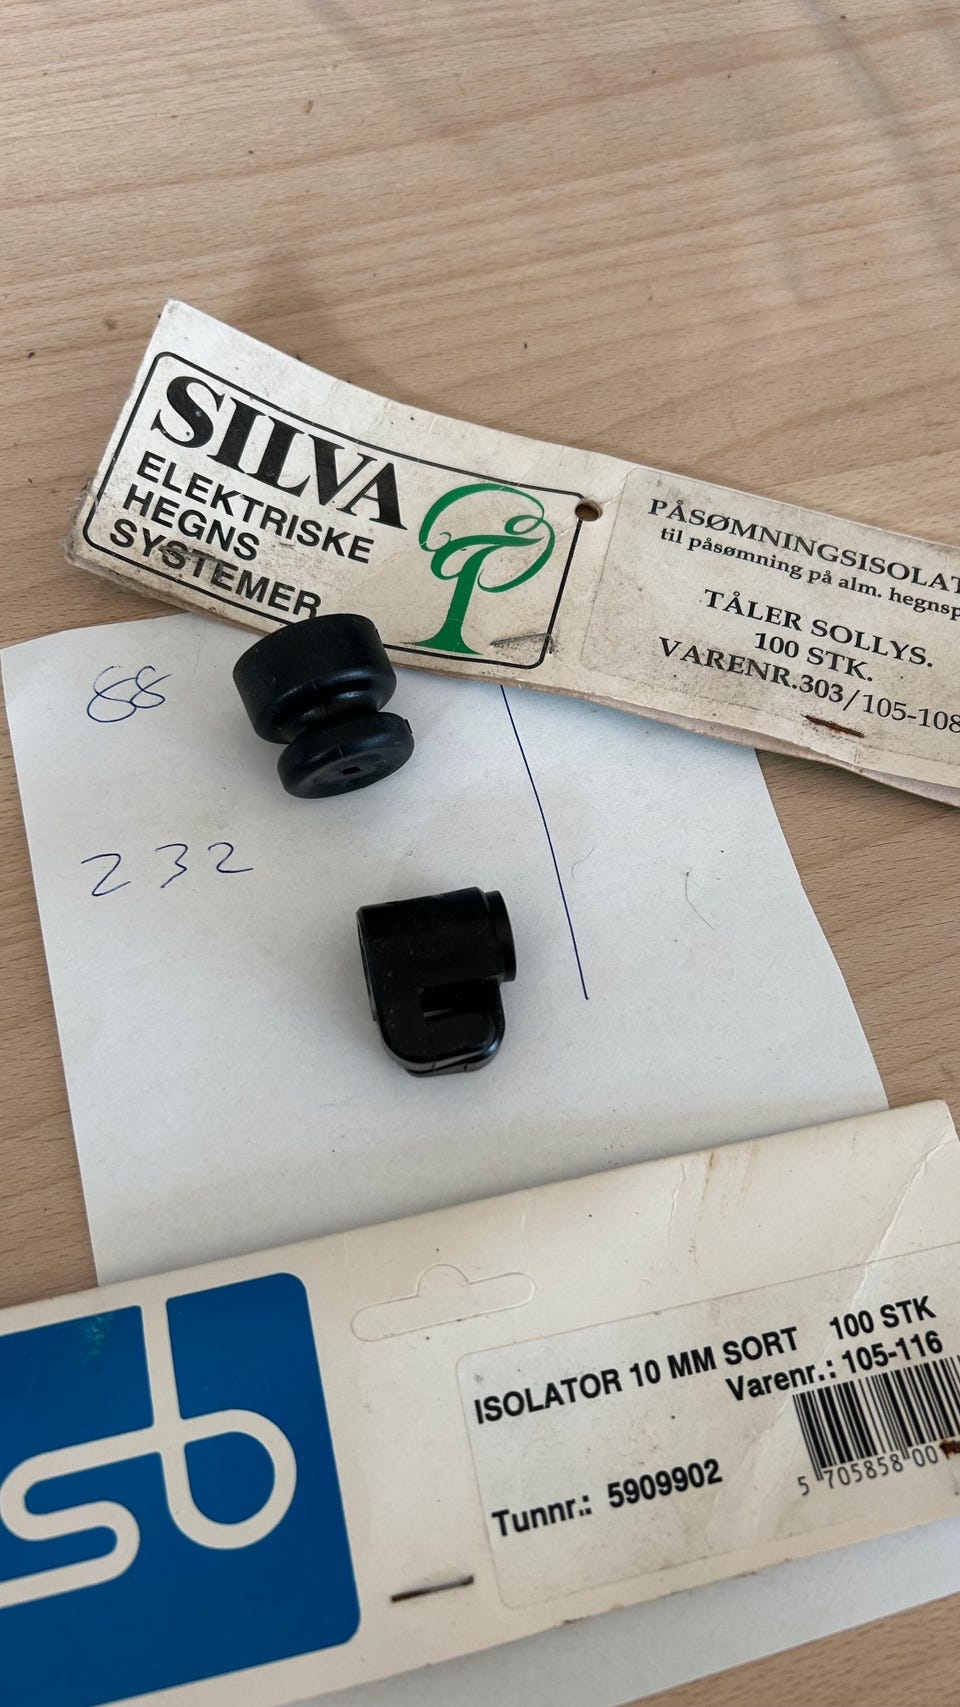 SILVA
ELEKTRISKE
HEGNS
SYSTEMER
PÅSØMNINGSISOLAT
til påsømning på alm. hegnsp
TÅLER SOLLYS.
100 STK.
VARENR.303/105-108
88
232
sb
ISOLATOR 10 MM SORT 100 STK
Varenr.: 105-116
5 705858 00
Tunnr.: 5909902